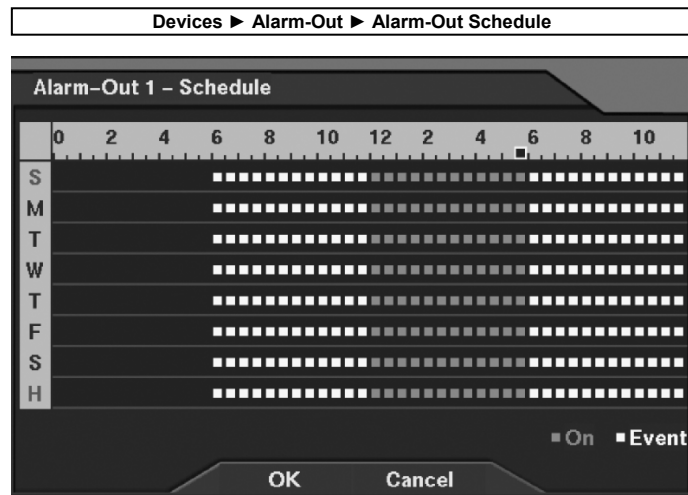 Devices ► Alarm-Out ► Alarm-Out Schedule
Alarm–Out 1 – Schedule
0 2 4 6 8 10 12 2 4 6 8 10
S
M
T
W
T
F
S
H
On Event
OK Cancel